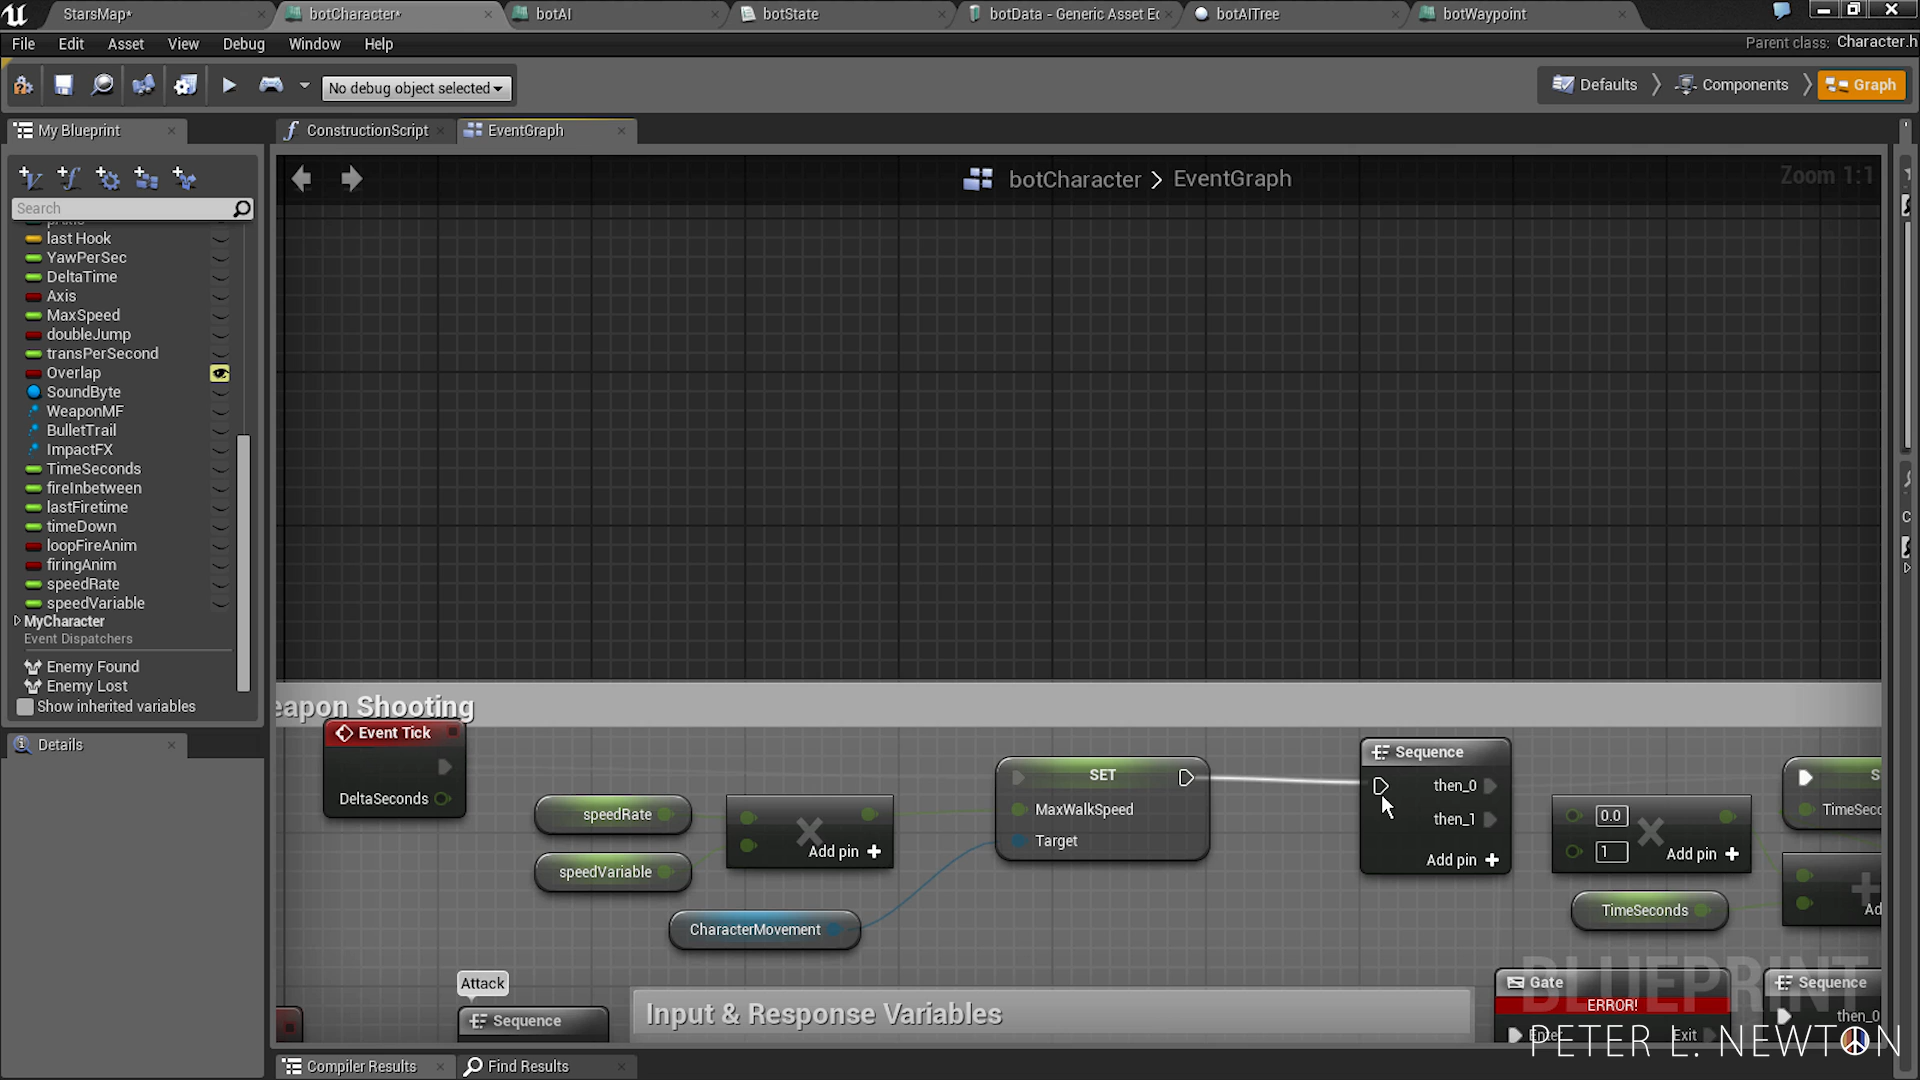 StarsMap*
botCharacter*
botAI
botState
botData - Generic Asset Ec
botAITree
botWaypoint
File
Edit
Asset
View
Debug
Window
Help
Parent class: Character.h
No debug object selected
Defaults
Components
Graph
My Blueprint
ConstructionScript
EventGraph
botCharacter > EventGraph
Zoom 1:1
Search
last Hook
YawPerSec
DeltaTime
Axis
MaxSpeed
doubleJump
transPerSecond
Overlap
SoundByte
WeaponMF
BulletTrail
ImpactFX
TimeSeconds
fireInbetween
lastFiretime
timeDown
loopFireAnim
firingAnim
speedRate
speedVariable
MyCharacter
Event Dispatchers
Enemy Found
Enemy Lost
Show inherited variables
Details
eapon Shooting
Event Tick
DeltaSeconds
speedRate
speedVariable
Add pin
CharacterMovement
SET
MaxWalkSpeed
Target
Sequence
then_0
then_1
Add pin
0.0
1
Add pin
TimeSeconds
S
TimeSec
Ad
Attack
Sequence
Input & Response Variables
Gate
ERROR!
Enter
Exit
Sequence
then_0
BLUEPRINT
PETER L. NEWTON
Compiler Results
Find Results